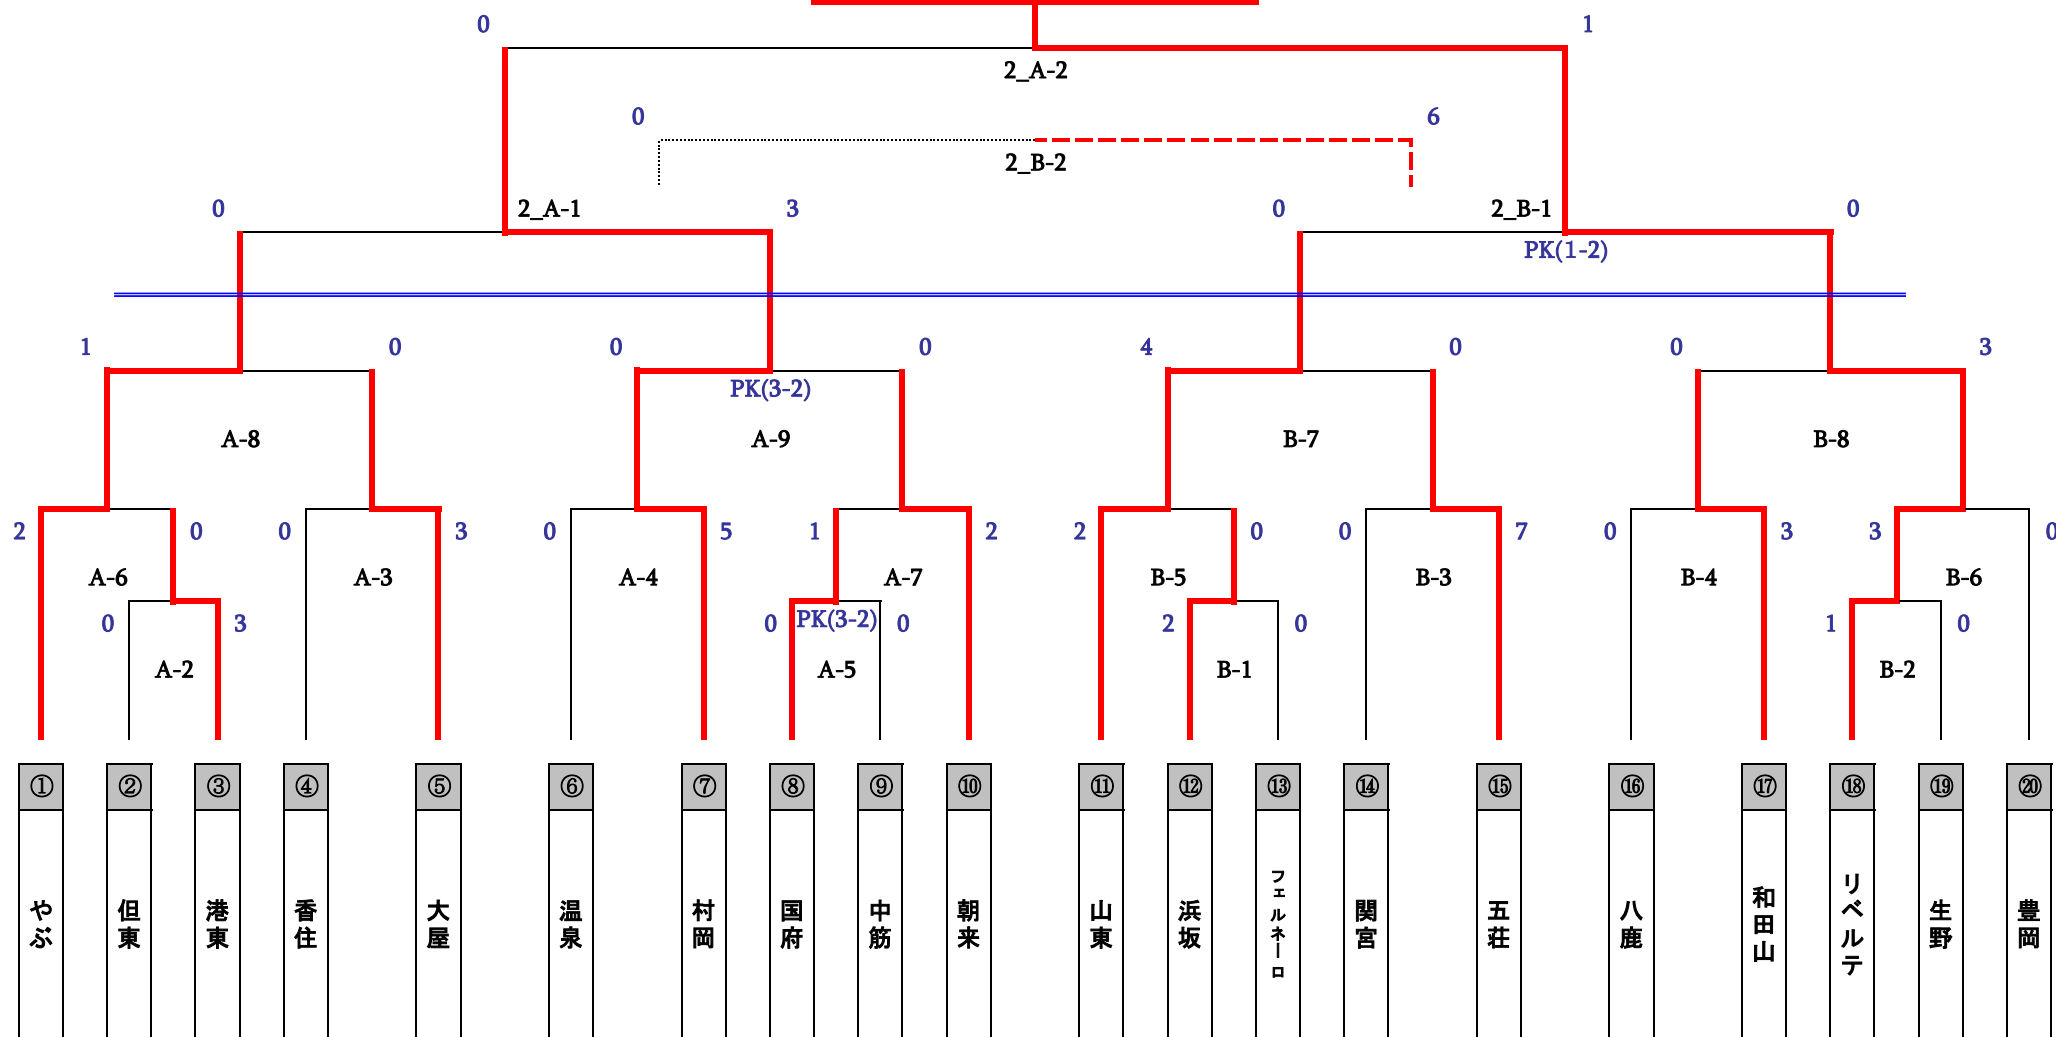 0 1
2_A-2
0 6
2_B-2
0 2_A-1 3 0 2_B-1 0
PK(1-2)
1 0 0 0 4 0 0 3
PK(3-2)
A-8 A-9 B-7 B-8
2 0 0 3 0 5 1 2 2 0 0 7 0 3 3 0
A-6 A-3 A-4 A-7 B-5 B-3 B-4 B-6
0 3 0 PK(3-2) 0 2 0 1 0
A-2 A-5 B-1 B-2
① ② ③ ④ ⑤ ⑥ ⑦ ⑧ ⑨ ⑩ ⑪ ⑫ ⑬ ⑭ ⑮ ⑯ ⑰ ⑱ ⑲ ⑳
やぶ
但東
港東
香住
大屋
温泉
村岡
国府
中筋
朝来
山東
浜坂
フェルネーロ
関宮
五荘
八鹿
和田山
リベルテ
生野
豊岡